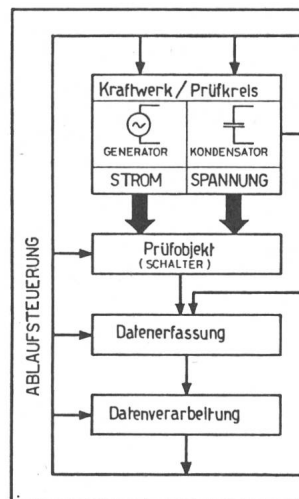 Kraftwerk / Prüfkreis
GENERATOR
KONDENSATOR
STROM
SPANNUNG
Prüfobjekt
(SCHALTER)
Datenerfassung
Datenverarbeitung
ABLAUFSTEUERUNG